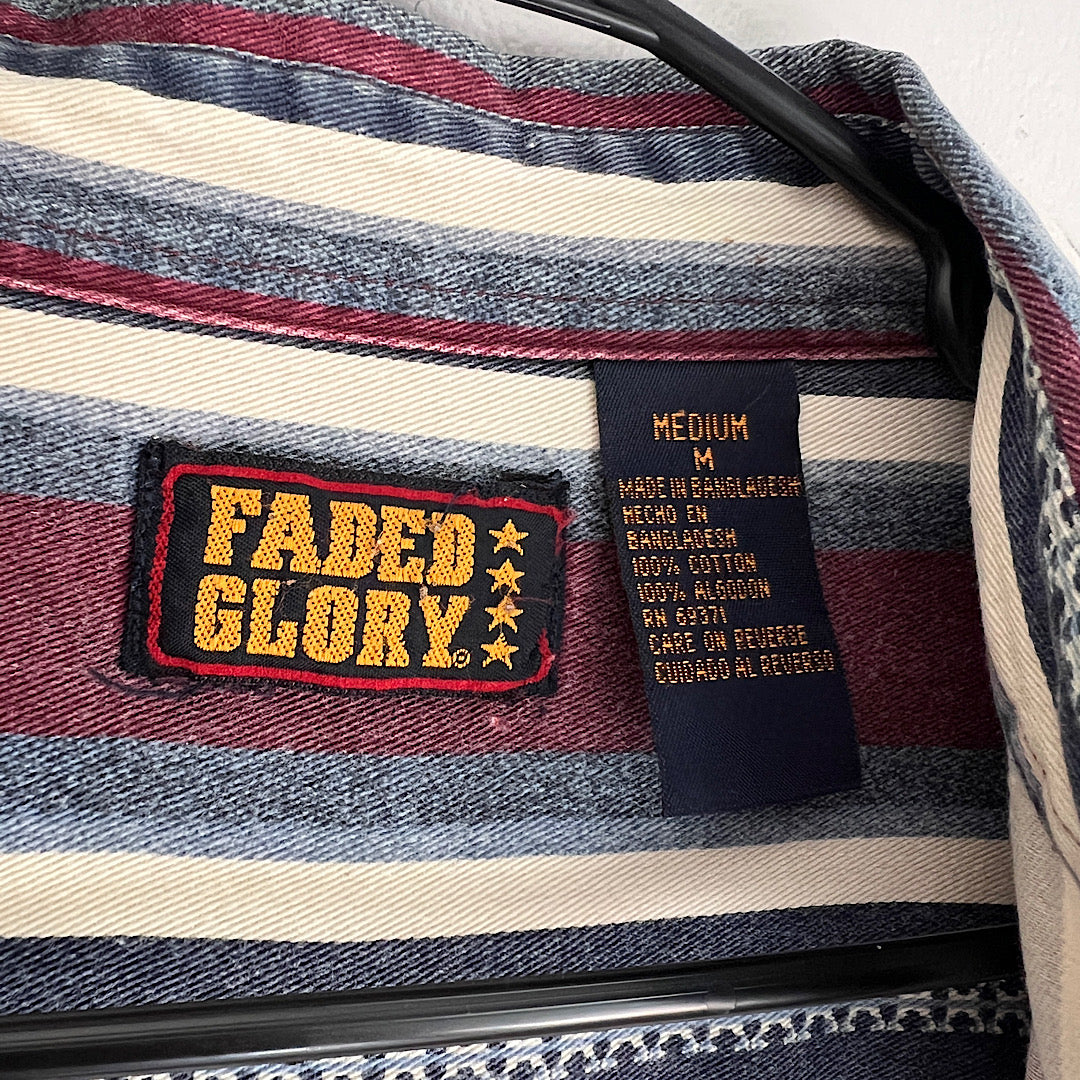 FADED
GLORY®
MEDIUM
M
MADE IN BANGLADESH
HECHO EN
BANGLADESH
100% COTTON
100% ALGODON
RN 69371
CARE ON REVERSE
CUIDADO AL REVERSO